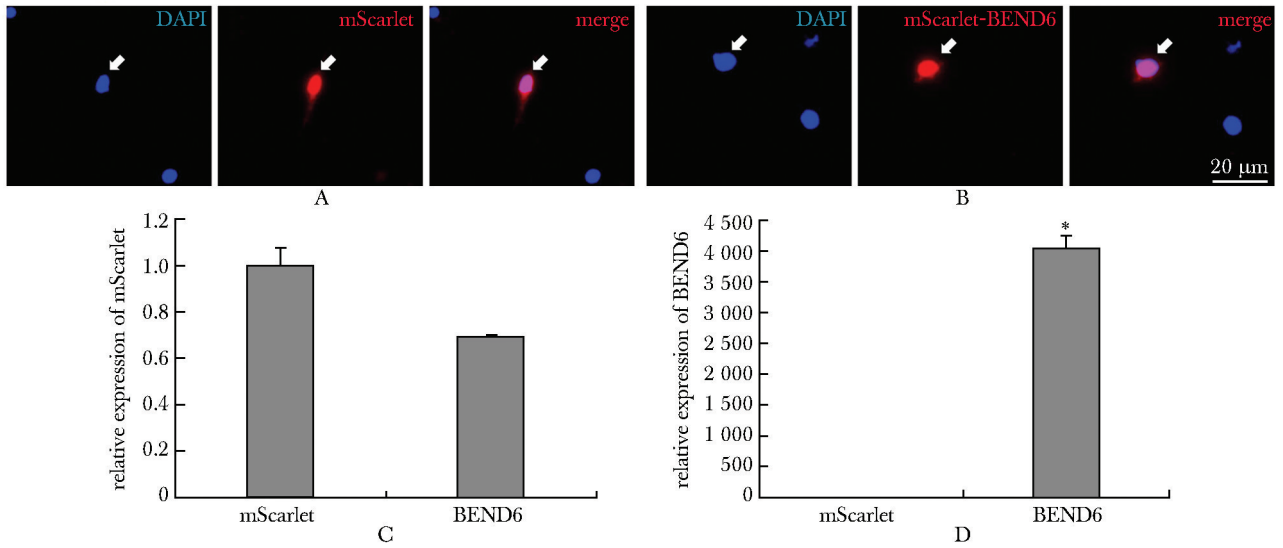 DAPI
mScarlet
merge
DAPI
mScarlet-BEND6
merge
20 μm
A
B
relative expression of mScarlet
1.2
1.0
0.8
0.6
0.4
0.2
0
mScarlet
BEND6
C
relative expression of BEND6
4 500
4 000
3 500
3 000
2 500
2 000
1 500
1 000
500
0
*
mScarlet
BEND6
D